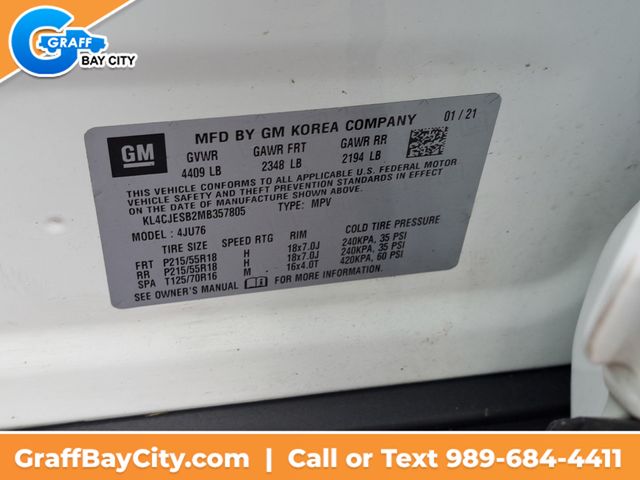 GRAFF
BAY CITY
GM
MFD BY GM KOREA COMPANY 01/21
GVWR GAWR FRT GAWR RR
4409 LB 2348 LB 2194 LB
THIS VEHICLE CONFORMS TO ALL APPLICABLE U.S. FEDERAL MOTOR
VEHICLE SAFETY, BUMPER, AND THEFT PREVENTION STANDARDS IN EFFECT
ON THE DATE OF MANUFACTURE SHOWN ABOVE.
KL4CJESB2MB357805 TYPE: MPV
MODEL: 4JU76
TIRE SIZE SPEED RTG RIM COLD TIRE PRESSURE
FRT P215/55R18 H 18x7.0J 240KPA, 35 PSI
RR P215/55R18 H 18x7.0J 240KPA, 35 PSI
SPA T125/70R16 M 16x4.0T 420KPA, 60 PSI
SEE OWNER'S MANUAL FOR MORE INFORMATION.
GraffBayCity.com | Call or Text 989-684-4411